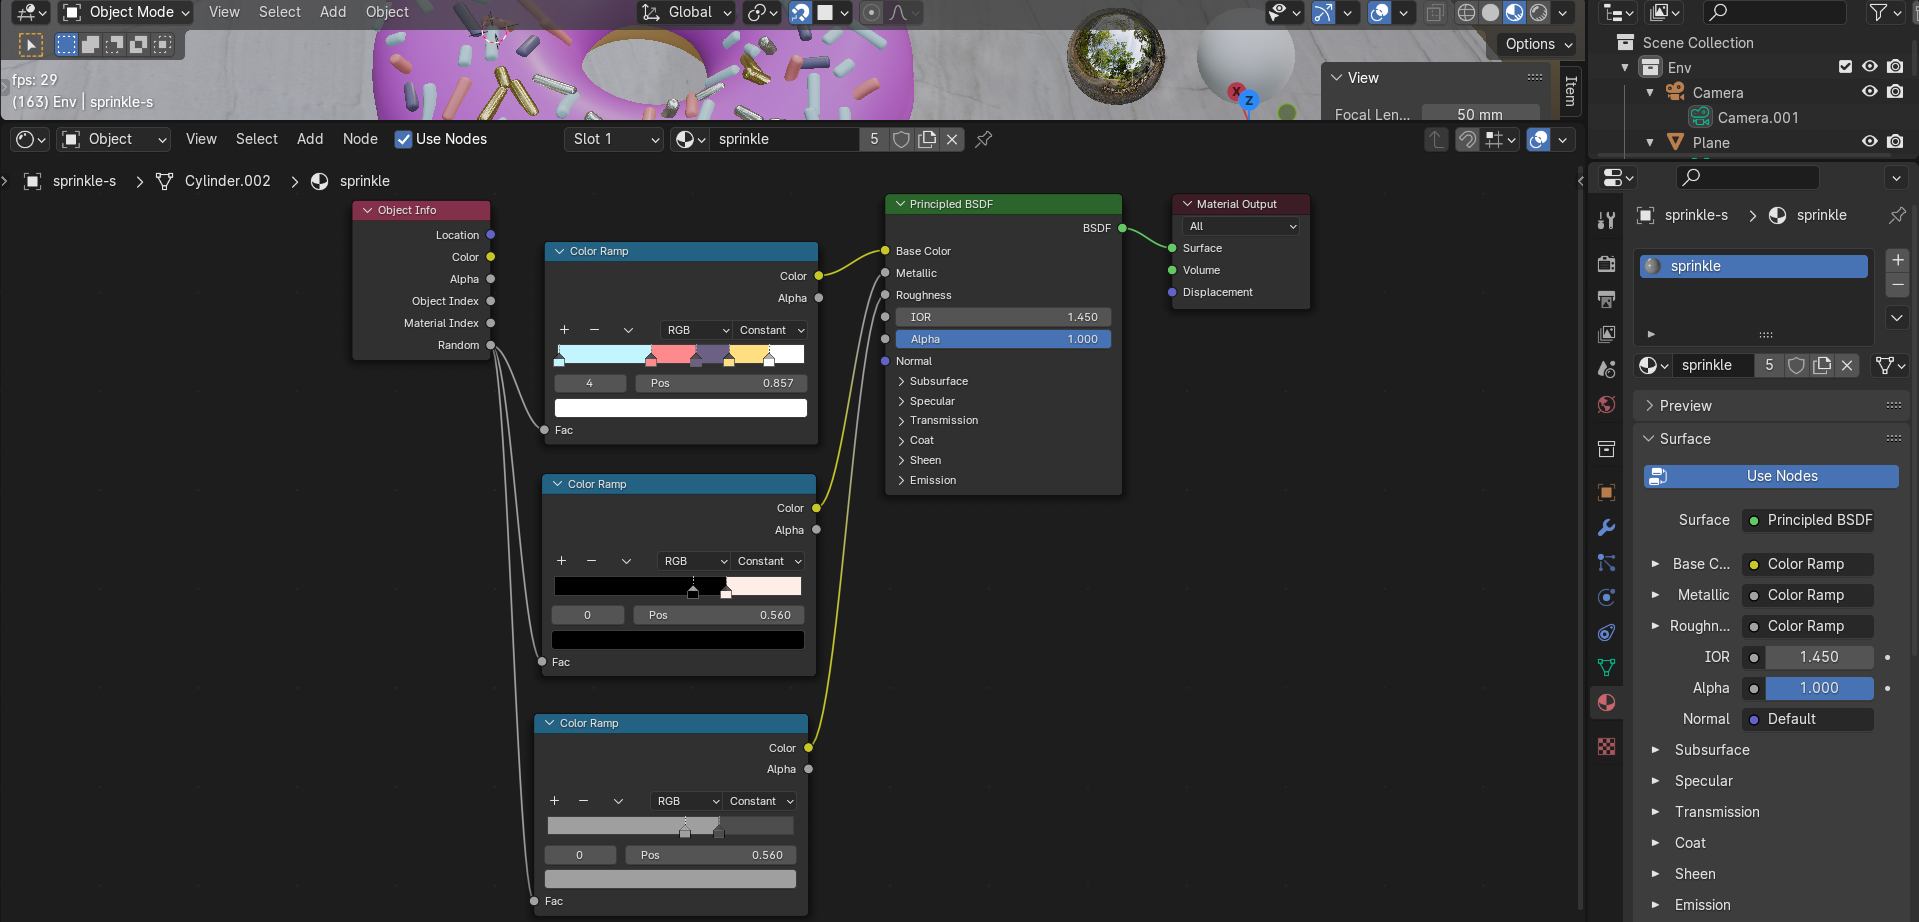 Object Mode View Select Add Object Global
Options
fps: 29
(163) Env | sprinkle-s
View
Focal Len... 50 mm
Item
X
Z
Scene Collection
Env
Camera
Camera.001
Plane
Object View Select Add Node Use Nodes Slot 1 sprinkle 5
sprinkle-s > Cylinder.002 > sprinkle
Object Info
Location
Color
Alpha
Object Index
Material Index
Random
Color Ramp
Color
Alpha
RGB Constant
4 Pos 0.857
Fac
Color Ramp
Color
Alpha
RGB Constant
0 Pos 0.560
Fac
Color Ramp
Color
Alpha
RGB Constant
0 Pos 0.560
Fac
Principled BSDF
BSDF
Base Color
Metallic
Roughness
IOR 1.450
Alpha 1.000
Normal
Subsurface
Specular
Transmission
Coat
Sheen
Emission
Material Output
All
Surface
Volume
Displacement
sprinkle-s > sprinkle
sprinkle
sprinkle 5
Preview
Surface
Use Nodes
Surface Principled BSDF
Base C... Color Ramp
Metallic Color Ramp
Roughn... Color Ramp
IOR 1.450
Alpha 1.000
Normal Default
Subsurface
Specular
Transmission
Coat
Sheen
Emission